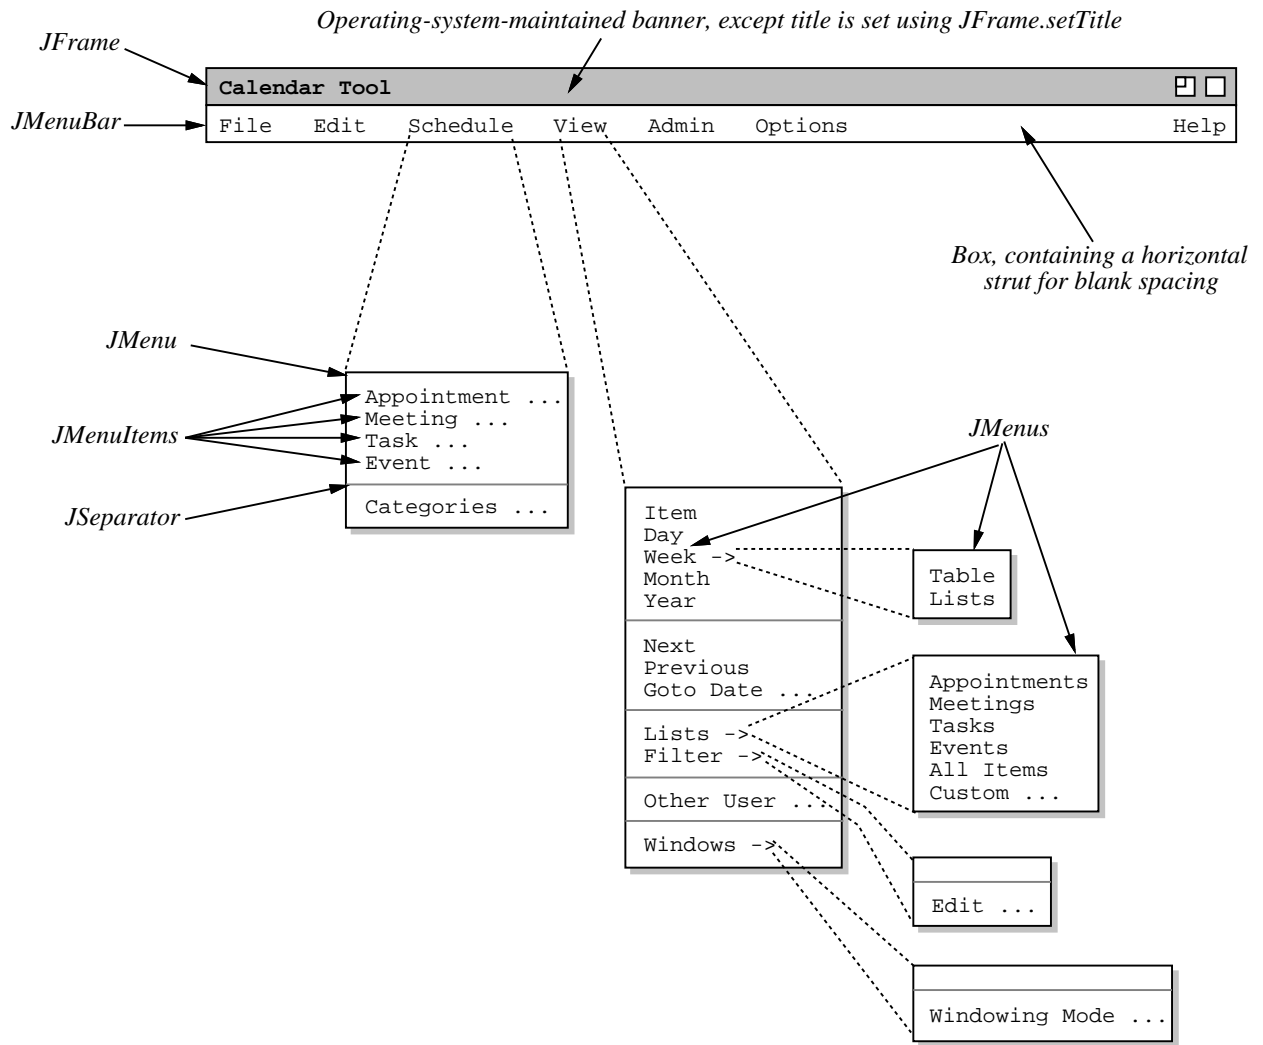 Operating-system-maintained banner, except title is set using JFrame.setTitle
JFrame
Calendar Tool
JMenuBar
File Edit Schedule View Admin Options Help
Box, containing a horizontal
strut for blank spacing
JMenu
Appointment ...
Meeting ...
JMenuItems
Task ...
Event ...
JSeparator
Categories ...
JMenus
Item
Day
Week ->
Month
Year
Next
Previous
Goto Date ...
Lists ->
Filter ->
Other User ...
Windows ->
Table
Lists
Appointments
Meetings
Tasks
Events
All Items
Custom ...
Edit ...
Windowing Mode ...